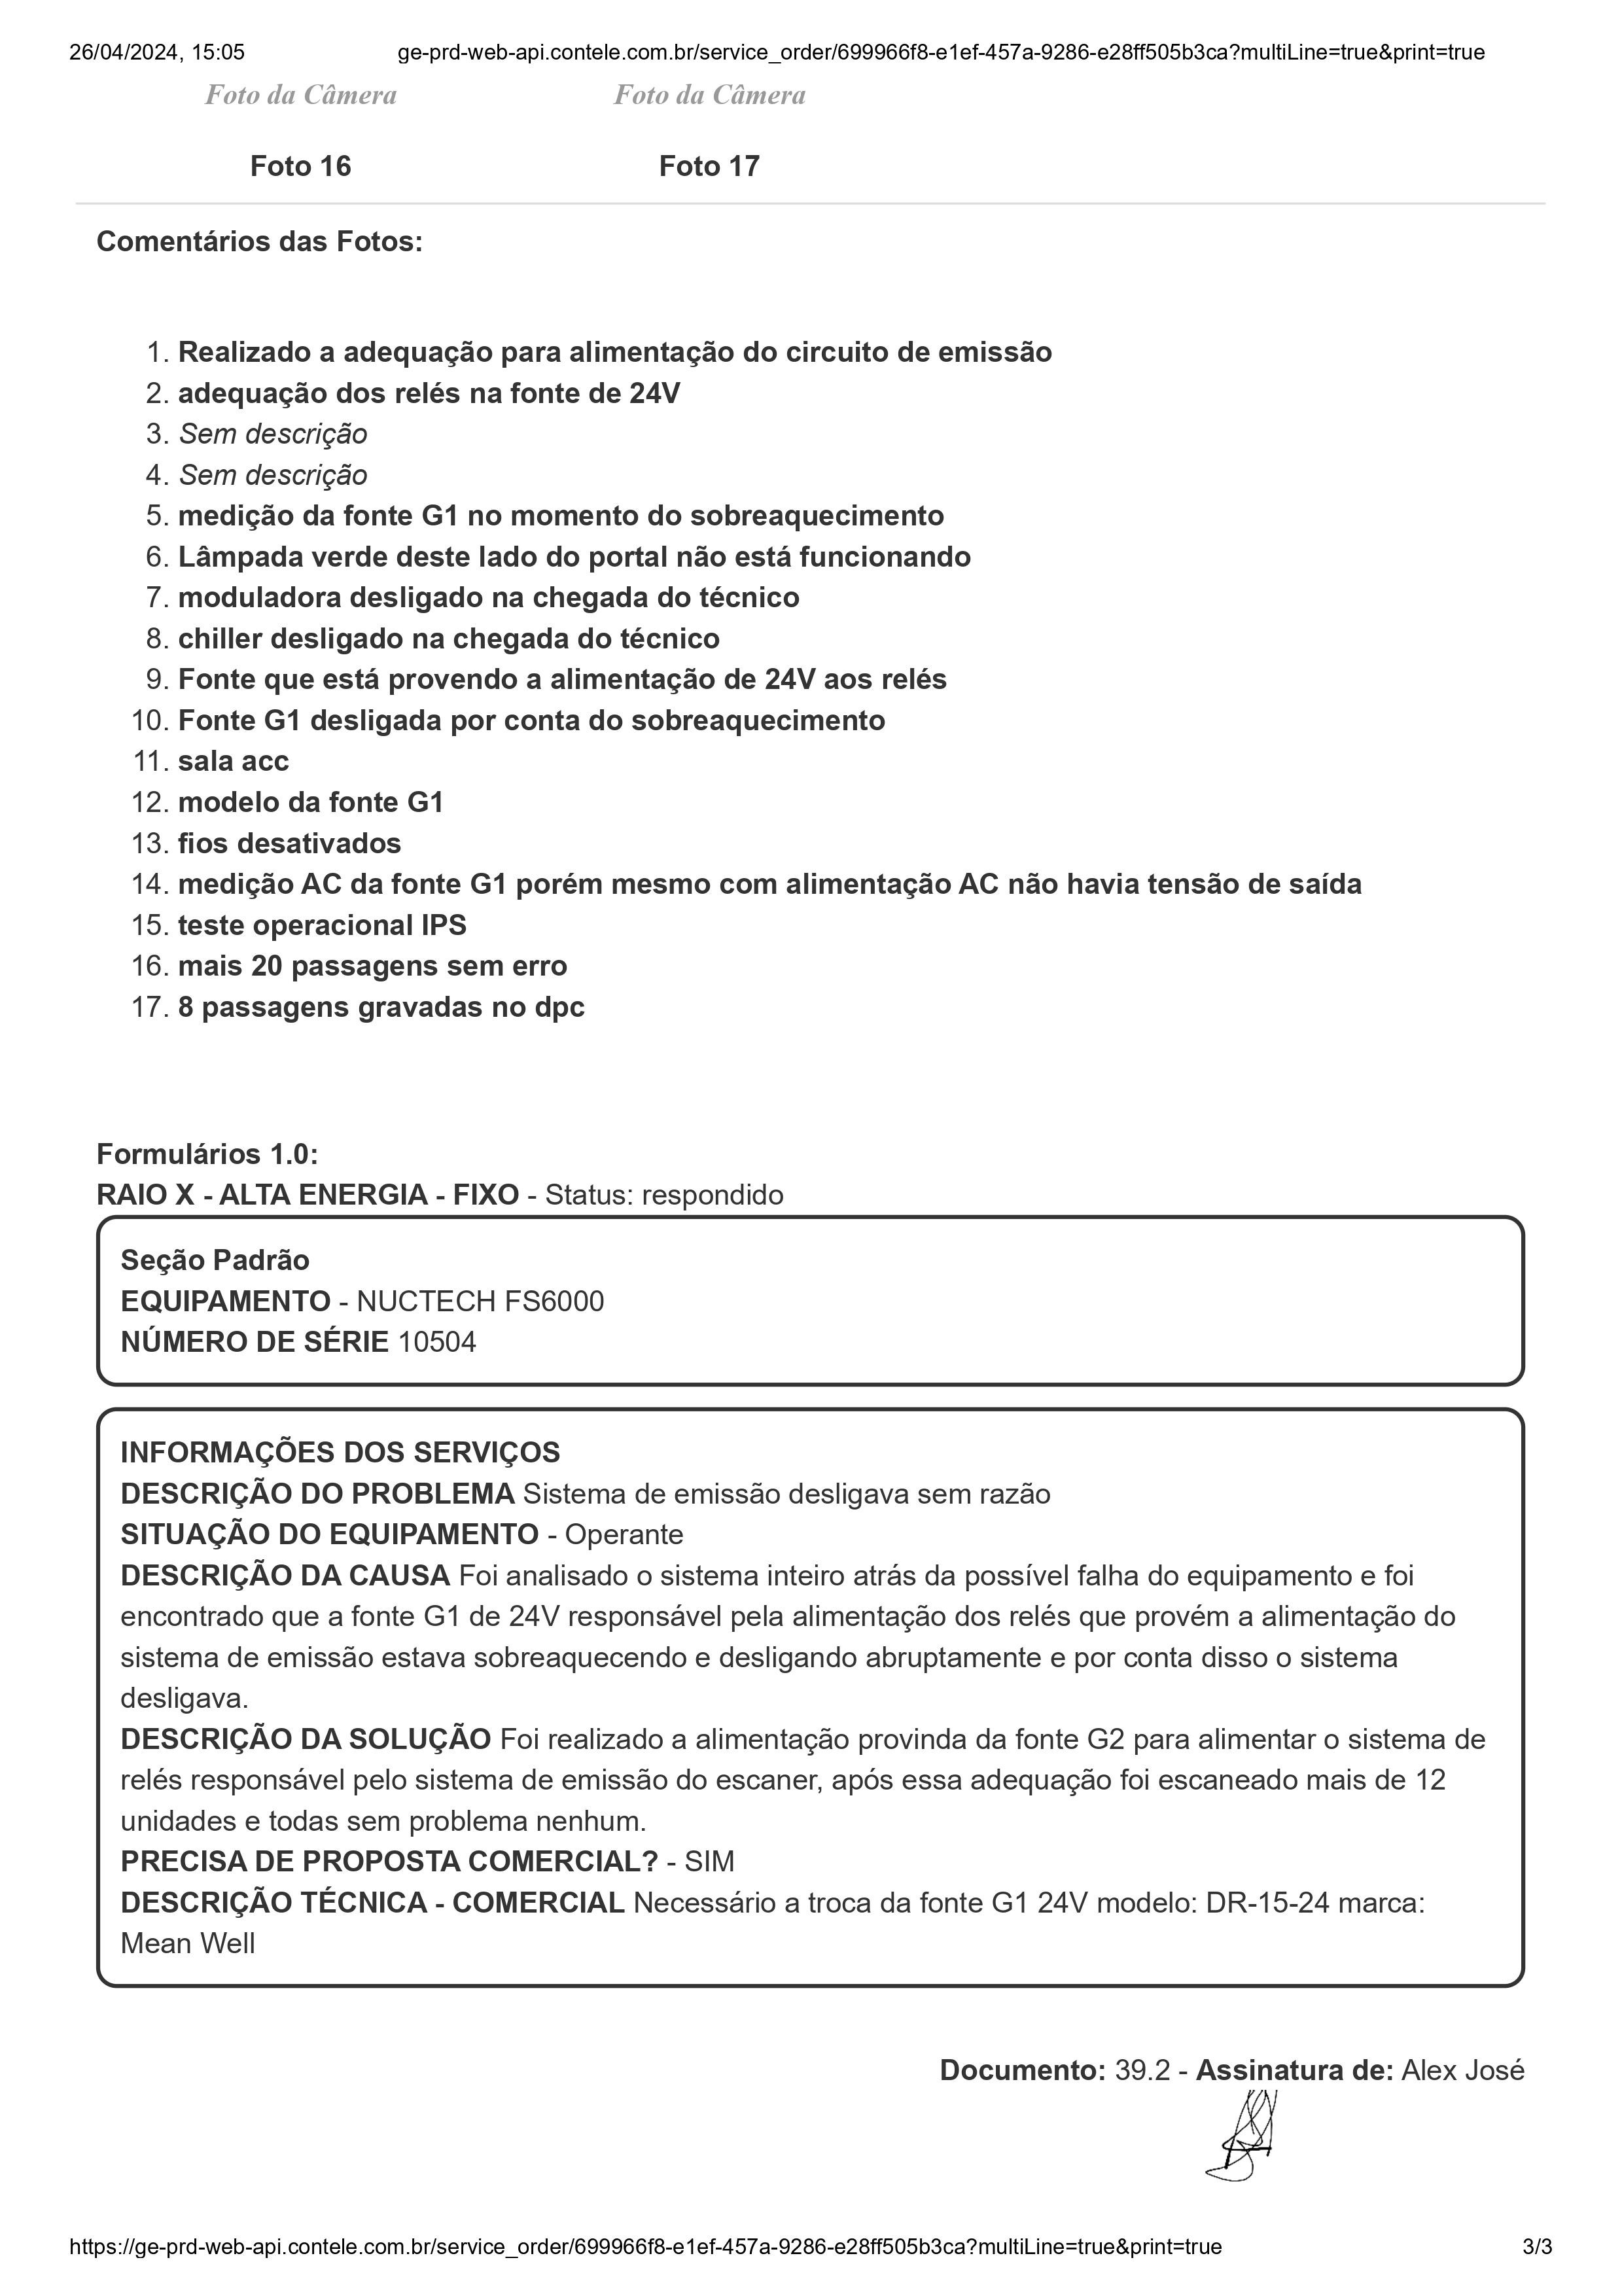 26/04/2024, 15:05 ge-prd-web-api.contele.com.br/service_order/699966f8-e1ef-457a-9286-e28ff505b3ca?multiLine=true&print=true
Foto da Câmera Foto da Câmera
Foto 16 Foto 17
Comentários das Fotos:
1. Realizado a adequação para alimentação do circuito de emissão
2. adequação dos relés na fonte de 24V
3. Sem descrição
4. Sem descrição
5. medição da fonte G1 no momento do sobreaquecimento
6. Lâmpada verde deste lado do portal não está funcionando
7. moduladora desligado na chegada do técnico
8. chiller desligado na chegada do técnico
9. Fonte que está provendo a alimentação de 24V aos relés
10. Fonte G1 desligada por conta do sobreaquecimento
11. sala acc
12. modelo da fonte G1
13. fios desativados
14. medição AC da fonte G1 porém mesmo com alimentação AC não havia tensão de saída
15. teste operacional IPS
16. mais 20 passagens sem erro
17. 8 passagens gravadas no dpc
Formulários 1.0:
RAIO X - ALTA ENERGIA - FIXO - Status: respondido
Seção Padrão
EQUIPAMENTO - NUCTECH FS6000
NÚMERO DE SÉRIE 10504
INFORMAÇÕES DOS SERVIÇOS
DESCRIÇÃO DO PROBLEMA Sistema de emissão desligava sem razão
SITUAÇÃO DO EQUIPAMENTO - Operante
DESCRIÇÃO DA CAUSA Foi analisado o sistema inteiro atrás da possível falha do equipamento e foi
encontrado que a fonte G1 de 24V responsável pela alimentação dos relés que provém a alimentação do
sistema de emissão estava sobreaquecendo e desligando abruptamente e por conta disso o sistema
desligava.
DESCRIÇÃO DA SOLUÇÃO Foi realizado a alimentação provinda da fonte G2 para alimentar o sistema de
relés responsável pelo sistema de emissão do escaner, após essa adequação foi escaneado mais de 12
unidades e todas sem problema nenhum.
PRECISA DE PROPOSTA COMERCIAL? - SIM
DESCRIÇÃO TÉCNICA - COMERCIAL Necessário a troca da fonte G1 24V modelo: DR-15-24 marca:
Mean Well
Documento: 39.2 - Assinatura de: Alex José
https://ge-prd-web-api.contele.com.br/service_order/699966f8-e1ef-457a-9286-e28ff505b3ca?multiLine=true&print=true 3/3